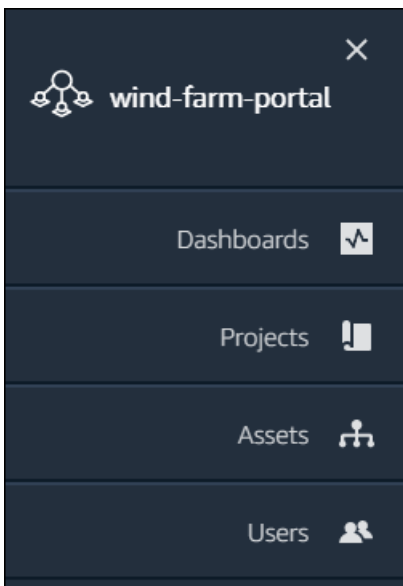 wind-farm-portal
Dashboards
Projects
Assets
Users